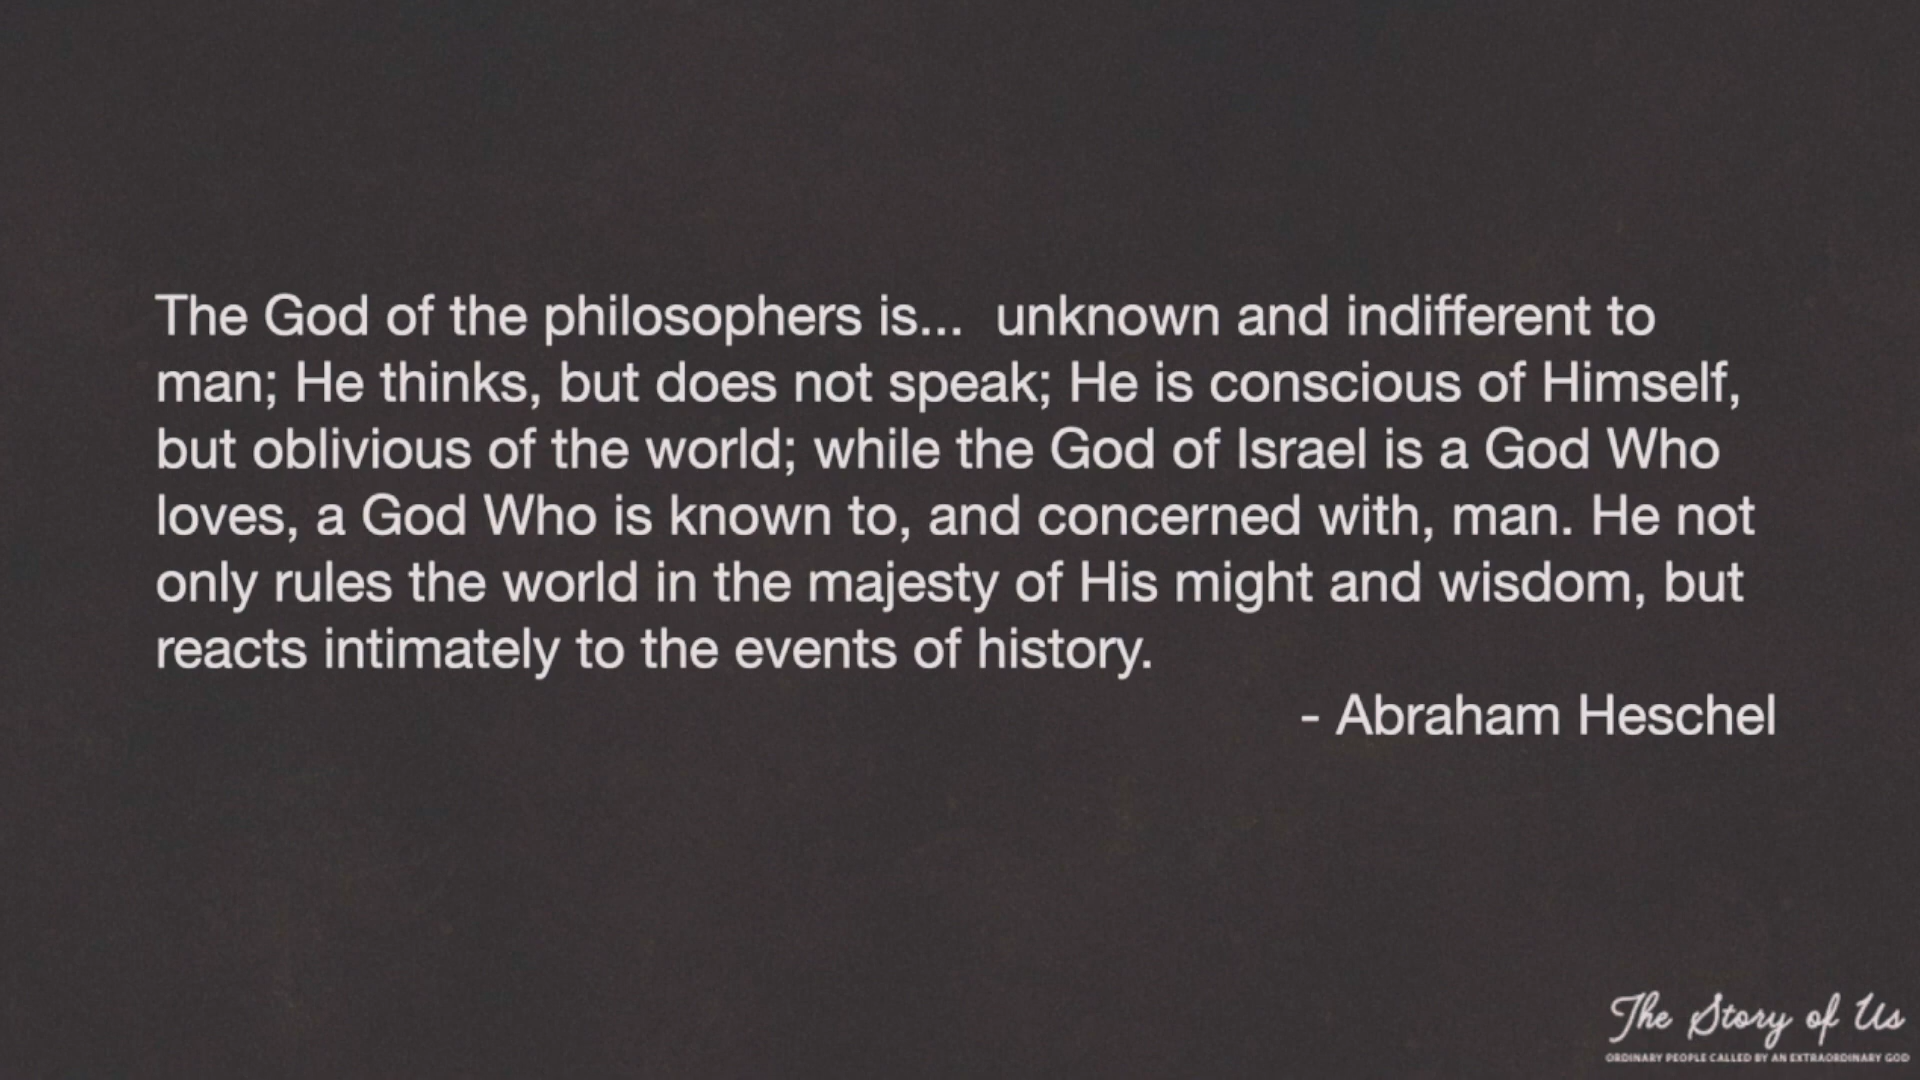 The God of the philosophers is...  unknown and indifferent to
man; He thinks, but does not speak; He is conscious of Himself,
but oblivious of the world; while the God of Israel is a God Who
loves, a God Who is known to, and concerned with, man. He not
only rules the world in the majesty of His might and wisdom, but
reacts intimately to the events of history.
- Abraham Heschel
The Story of Us
ORDINARY PEOPLE CALLED BY AN EXTRAORDINARY GOD